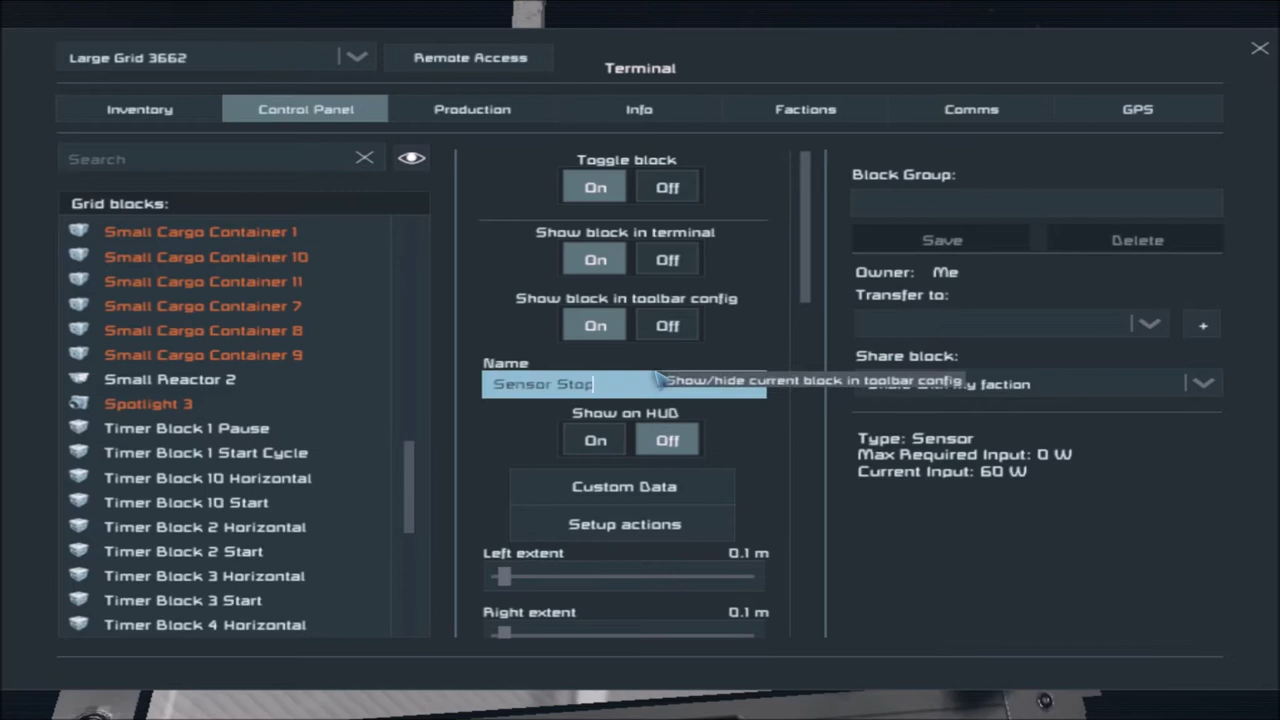 Large Grid 3662
Remote Access
Terminal
Inventory
Control Panel
Production
Info
Factions
Comms
GPS
Search
Grid blocks:
Small Cargo Container 1
Small Cargo Container 10
Small Cargo Container 11
Small Cargo Container 7
Small Cargo Container 8
Small Cargo Container 9
Small Reactor 2
Spotlight 3
Timer Block 1 Pause
Timer Block 1 Start Cycle
Timer Block 10 Horizontal
Timer Block 10 Start
Timer Block 2 Horizontal
Timer Block 2 Start
Timer Block 3 Horizontal
Timer Block 3 Start
Timer Block 4 Horizontal
Toggle block
On Off
Show block in terminal
On Off
Show block in toolbar config
On Off
Name
Sensor Stop
Show/hide current block in toolbar config
Show on HUD
On Off
Custom Data
Setup actions
Left extent 0.1 m
Right extent 0.1 m
Block Group:
Save Delete
Owner: Me
Transfer to:
+
Share block:
my faction
Type: Sensor
Max Required Input: 0 W
Current Input: 60 W